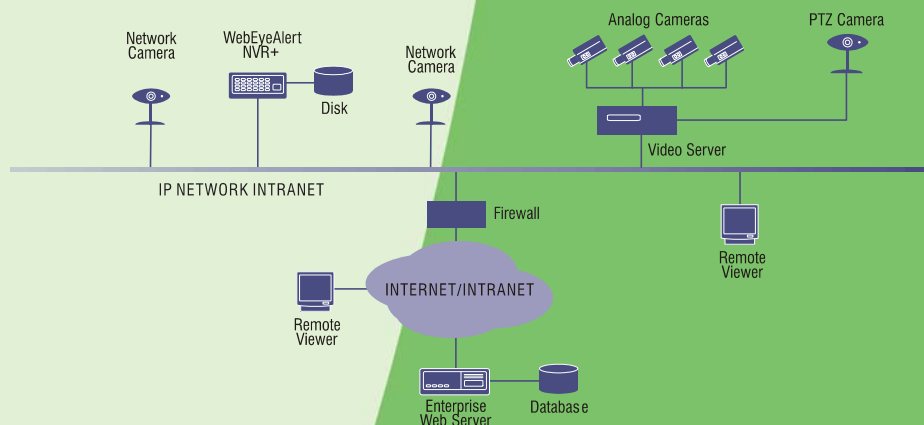 Analog Cameras
PTZ Camera
Network
Camera
WebEyeAlert
NVR+
Network
Camera
Disk
Video Server
IP NETWORK INTRANET
Firewall
Remote
Viewer
INTERNET/INTRANET
Remote
Viewer
Enterprise
Web Server
Database